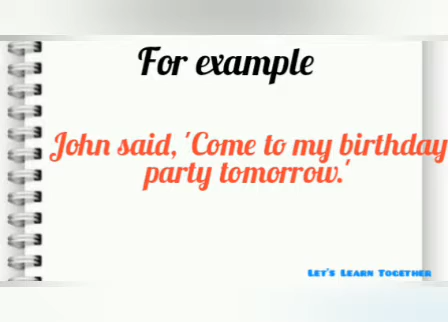 For example
John said, 'Come to my birthday
party tomorrow.'
Let's Learn Together